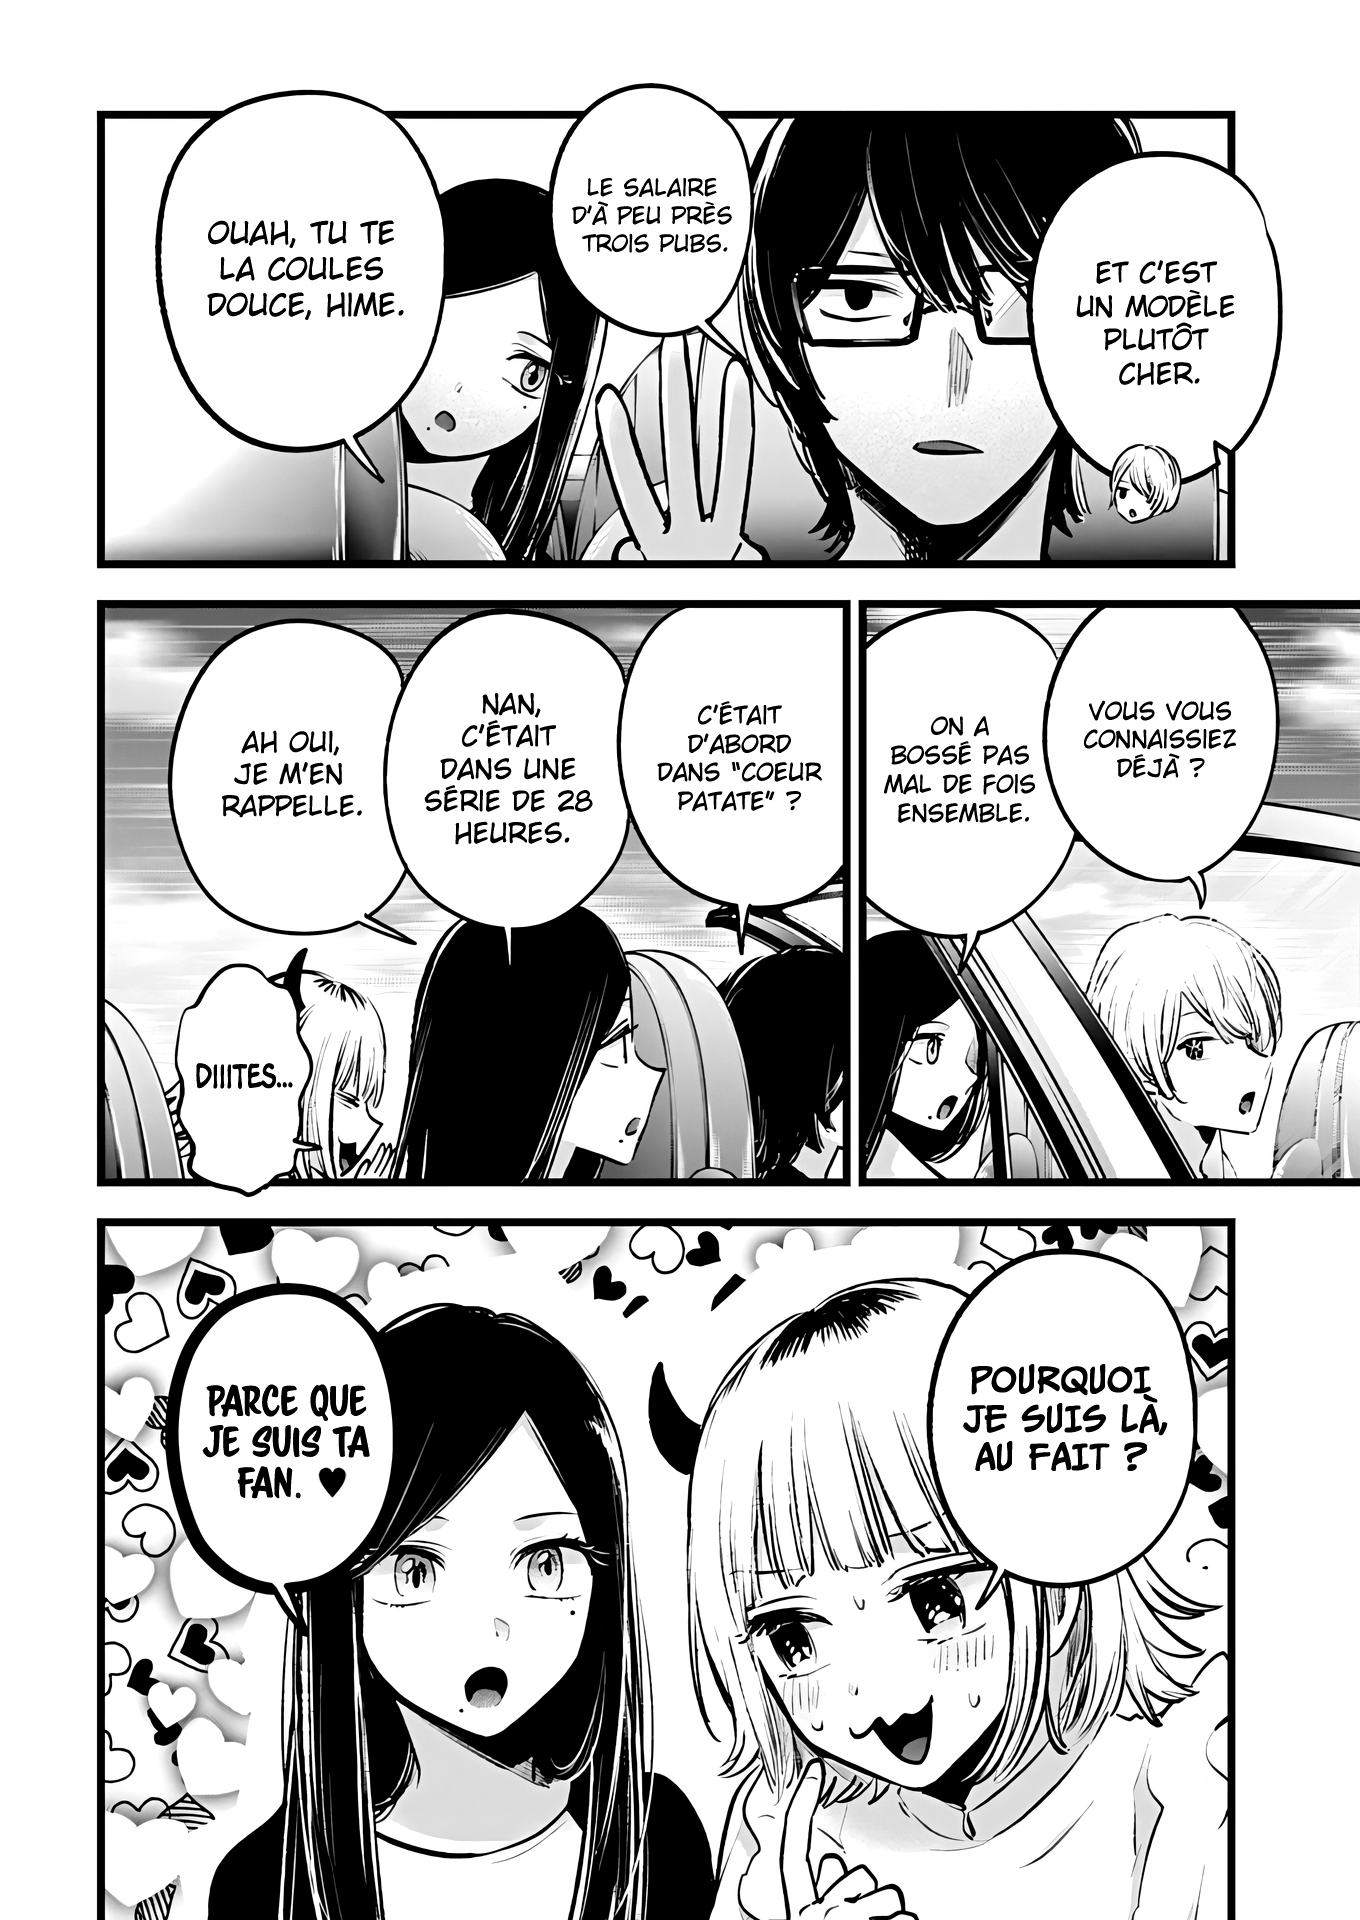 ET C'EST
UN MODÈLE
PLUTÔT
CHER.
LE SALAIRE
D'À PEU PRÈS
TROIS PUBS.
OUAH, TU TE
LA COULES
DOUCE, HIME.
VOUS VOUS
CONNAISSIEZ
DÉJÀ ?
ON A
BOSSÉ PAS
MAL DE FOIS
ENSEMBLE.
C'ÉTAIT
D'ABORD
DANS "COEUR
PATATE" ?
NAN,
C'ÉTAIT
DANS UNE
SÉRIE DE 28
HEURES.
AH OUI,
JE M'EN
RAPPELLE.
DIIITES...
POURQUOI
JE SUIS LÀ,
AU FAIT ?
PARCE QUE
JE SUIS TA
FAN. ♥